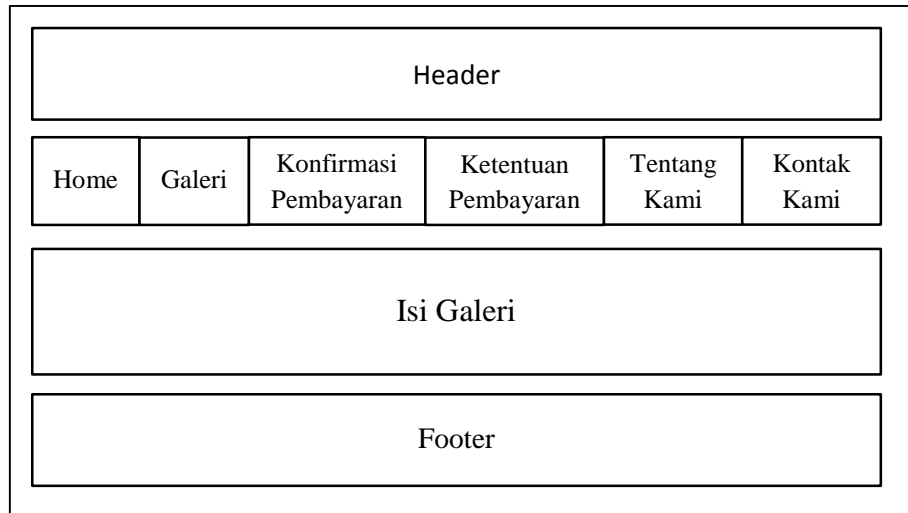 Header
Home
Galeri
Konfirmasi
Pembayaran
Ketentuan
Pembayaran
Tentang
Kami
Kontak
Kami
Isi Galeri
Footer